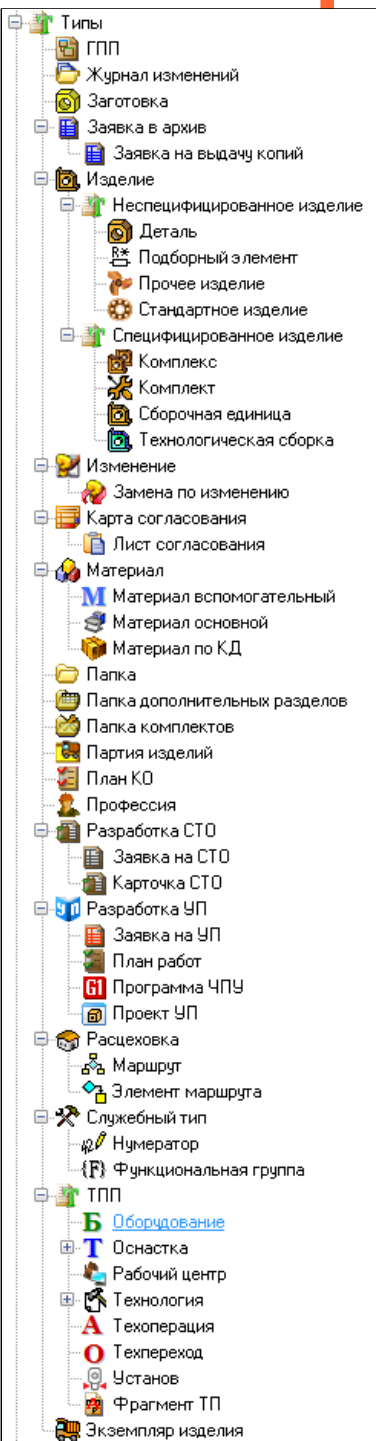 Типы
ГПП
Журнал изменений
Заготовка
Заявка в архив
Заявка на выдачу копий
Изделие
Неспецифицированное изделие
Деталь
R* Подборный элемент
Прочее изделие
Стандартное изделие
Специфицированное изделие
Комплекс
Комплект
Сборочная единица
Технологическая сборка
Изменение
Замена по изменению
Карта согласования
Лист согласования
Материал
М Материал вспомогательный
Материал основной
Материал по КД
Папка
Папка дополнительных разделов
Папка комплектов
Партия изделий
План КО
Профессия
Разработка СТО
Заявка на СТО
Карточка СТО
УП Разработка УП
Заявка на УП
План работ
G1 Программа ЧПУ
Проект УП
Расцеховка
Маршрут
Элемент маршрута
Служебный тип
42 Нумератор
{F} Функциональная группа
ТПП
Б Оборудование
Т Оснастка
Рабочий центр
Технология
А Техоперация
О Техпереход
Установ
Фрагмент ТП
Экземпляр изделия